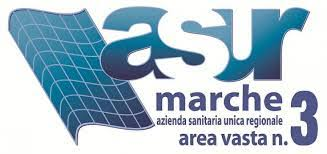 asur
marche
azienda sanitaria unica regionale
area vasta n. 3